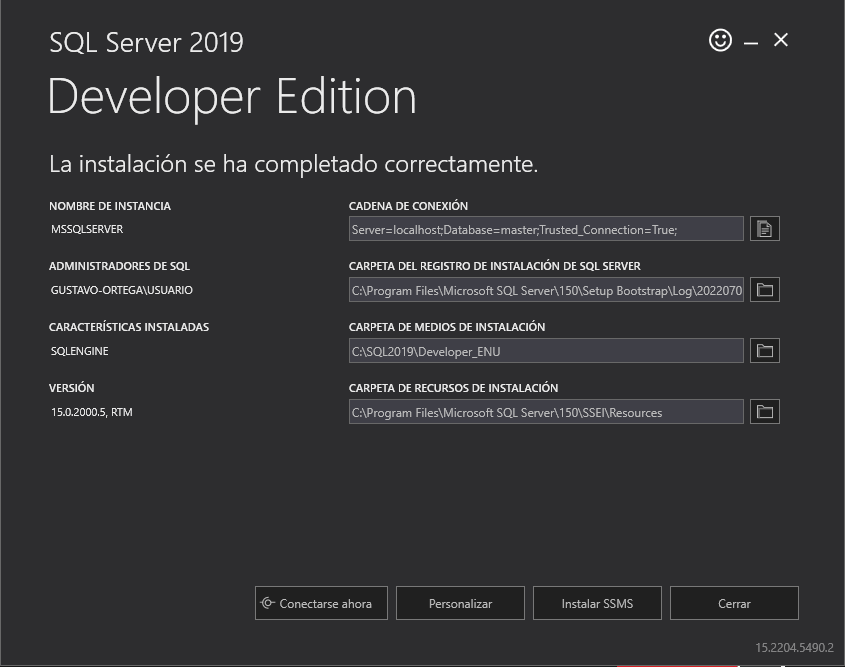 SQL Server 2019
Developer Edition
La instalación se ha completado correctamente.
NOMBRE DE INSTANCIA
MSSQLSERVER
CADENA DE CONEXIÓN
Server=localhost;Database=master;Trusted_Connection=True;
ADMINISTRADORES DE SQL
GUSTAVO-ORTEGA\USUARIO
CARPETA DEL REGISTRO DE INSTALACIÓN DE SQL SERVER
C:\Program Files\Microsoft SQL Server\150\Setup Bootstrap\Log\2022070
CARACTERÍSTICAS INSTALADAS
SQLENGINE
CARPETA DE MEDIOS DE INSTALACIÓN
C:\SQL2019\Developer_ENU
VERSIÓN
15.0.2000.5, RTM
CARPETA DE RECURSOS DE INSTALACIÓN
C:\Program Files\Microsoft SQL Server\150\SSEI\Resources
Conectarse ahora
Personalizar
Instalar SSMS
Cerrar
15.2204.5490.2